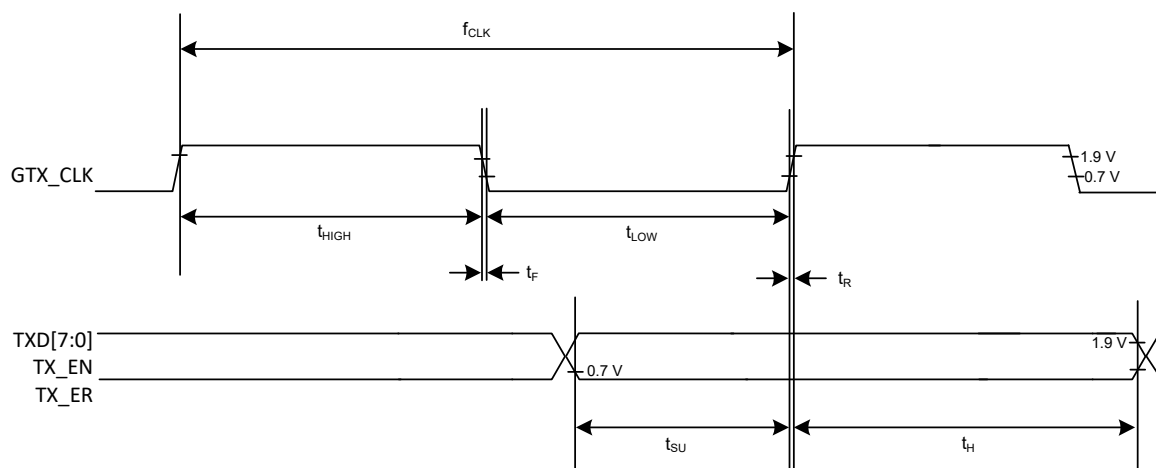 fCLK
GTX_CLK
1.9 V
0.7 V
tHIGH
tLOW
tF
tR
TXD[7:0]
TX_EN
TX_ER
1.9 V
0.7 V
tSU
tH